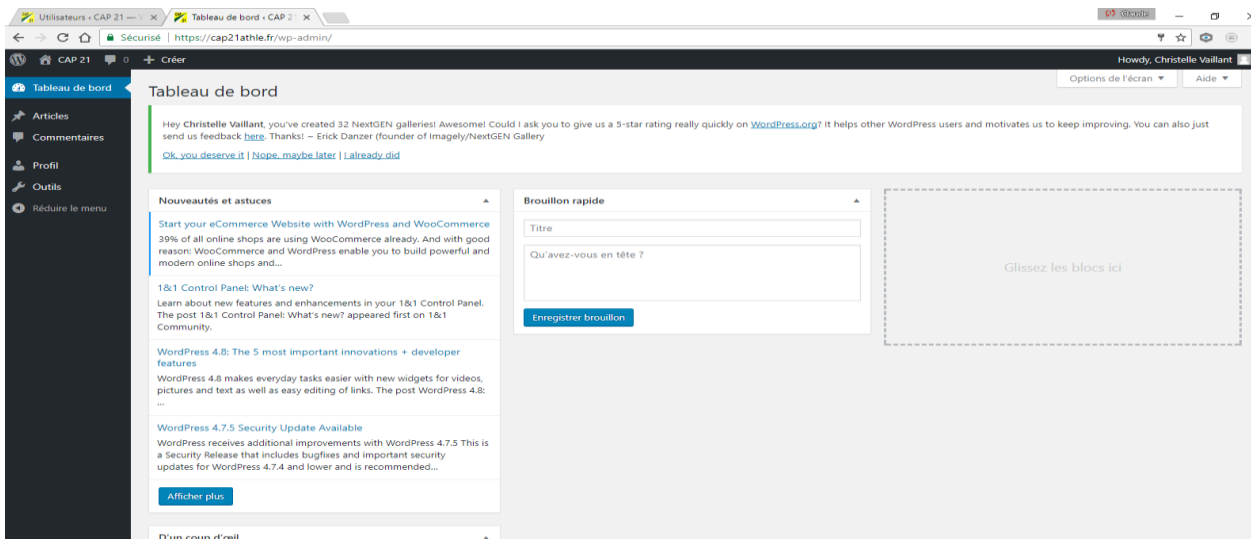 Utilisateurs ‹ CAP 21 —
Tableau de bord ‹ CAP 21
Claude
Sécurisé | https://cap21athle.fr/wp-admin/
CAP 21
0
+ Créer
Howdy, Christelle Vaillant
Options de l'écran ▼
Aide ▼
Tableau de bord
Articles
Commentaires
Profil
Outils
Réduire le menu
Tableau de bord
Hey Christelle Vaillant, you've created 32 NextGEN galleries! Awesome! Could I ask you to give us a 5-star rating really quickly on WordPress.org? It helps other WordPress users and motivates us to keep improving. You can also just
send us feedback here. Thanks! ~ Erick Danzer (founder of Imagely/NextGEN Gallery
Ok, you deserve it | Nope, maybe later | I already did
Nouveautés et astuces
Start your eCommerce Website with WordPress and WooCommerce
39% of all online shops are using WooCommerce already. And with good
reason: WooCommerce and WordPress enable you to build powerful and
modern online shops and...
1&1 Control Panel: What's new?
Learn about new features and enhancements in your 1&1 Control Panel.
The post 1&1 Control Panel: What's new? appeared first on 1&1
Community.
WordPress 4.8: The 5 most important innovations + developer
features
WordPress 4.8 makes everyday tasks easier with new widgets for videos,
pictures and text as well as easy editing of links. The post WordPress 4.8:
...
WordPress 4.7.5 Security Update Available
WordPress receives additional improvements with WordPress 4.7.5 This is
a Security Release that includes bugfixes and important security
updates for WordPress 4.7.4 and lower and is recommended...
Afficher plus
D'un coup d'œil
Brouillon rapide
Titre
Qu'avez-vous en tête ?
Enregistrer brouillon
Glissez les blocs ici